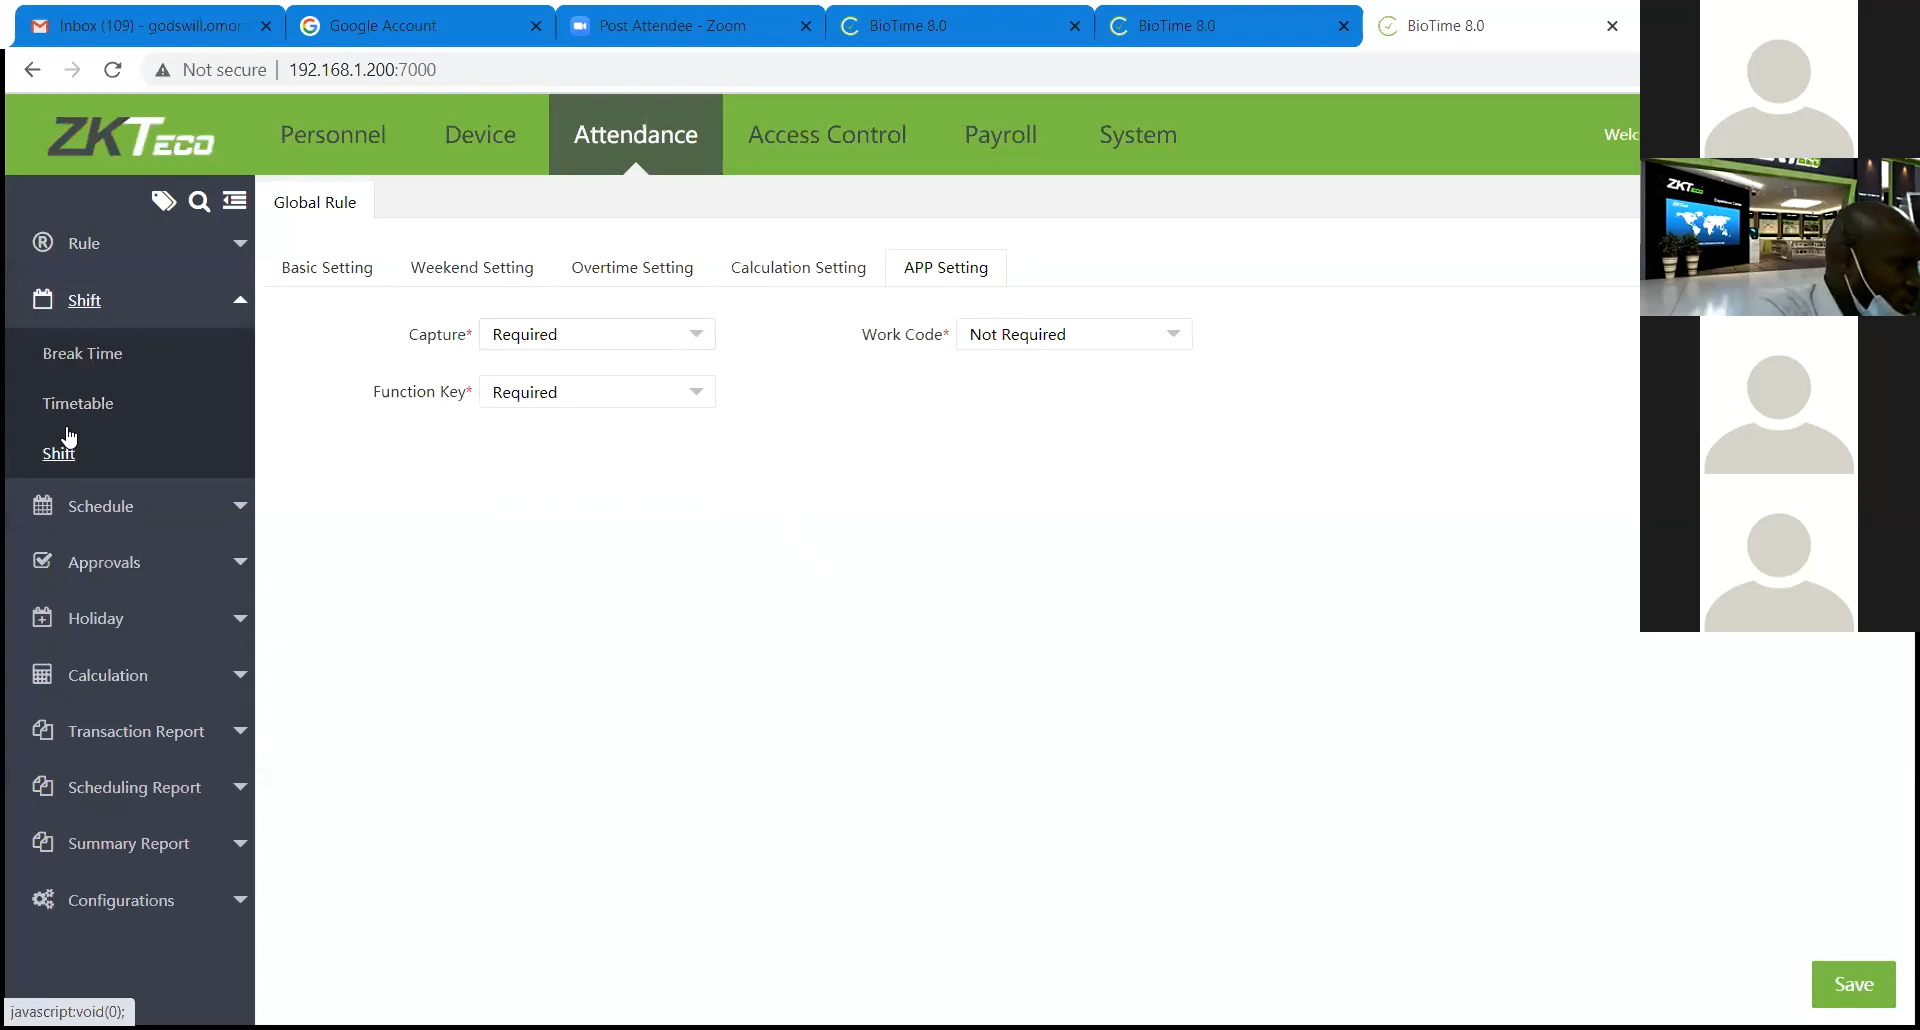 Inbox (109) - godswill.omor
Google Account
Post Attendee - Zoom
BioTime 8.0
BioTime 8.0
BioTime 8.0
Not secure | 192.168.1.200:7000
ZKTECO
Personnel
Device
Attendance
Access Control
Payroll
System
Welc
Global Rule
Rule
Shift
Break Time
Timetable
Shift
Schedule
Approvals
Holiday
Calculation
Transaction Report
Scheduling Report
Summary Report
Configurations
Basic Setting
Weekend Setting
Overtime Setting
Calculation Setting
APP Setting
Capture* Required
Work Code* Not Required
Function Key* Required
ZKTeco
Experience Center
Save
javascript:void(0);